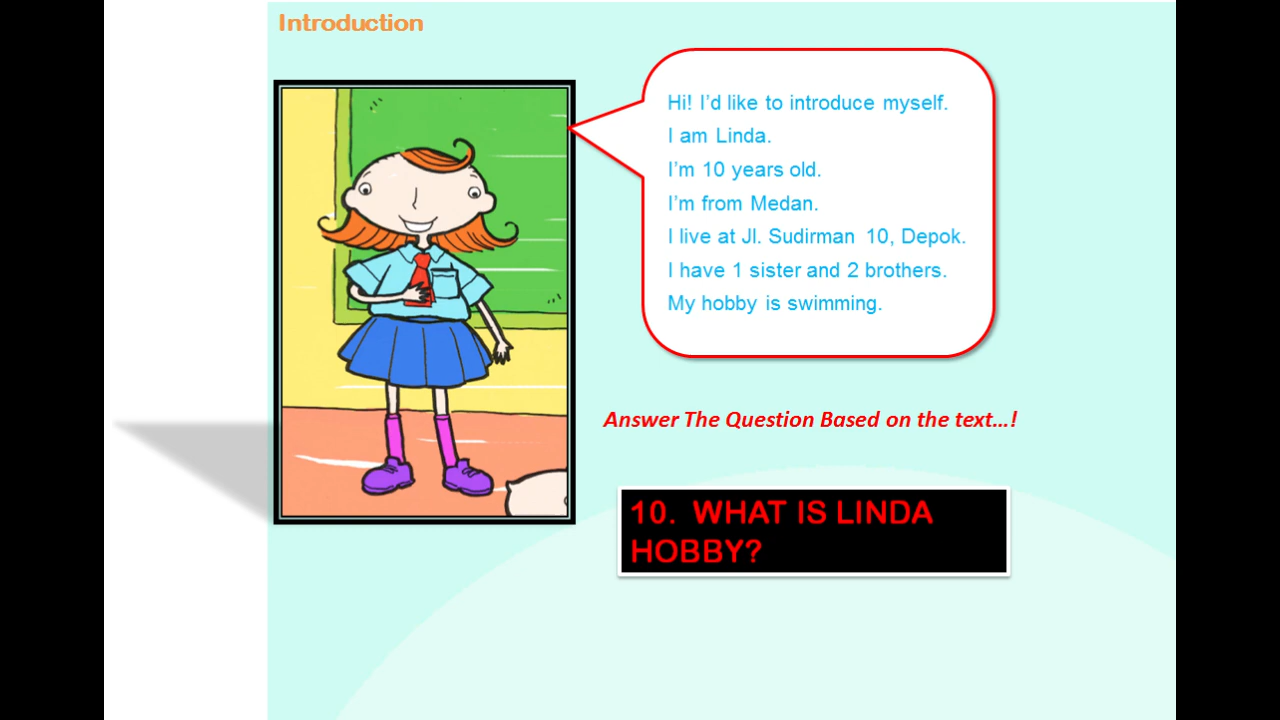 Introduction
Hi! I'd like to introduce myself.
I am Linda.
I'm 10 years old.
I'm from Medan.
I live at Jl. Sudirman 10, Depok.
I have 1 sister and 2 brothers.
My hobby is swimming.
Answer The Question Based on the text...!
10. WHAT IS LINDA
HOBBY?